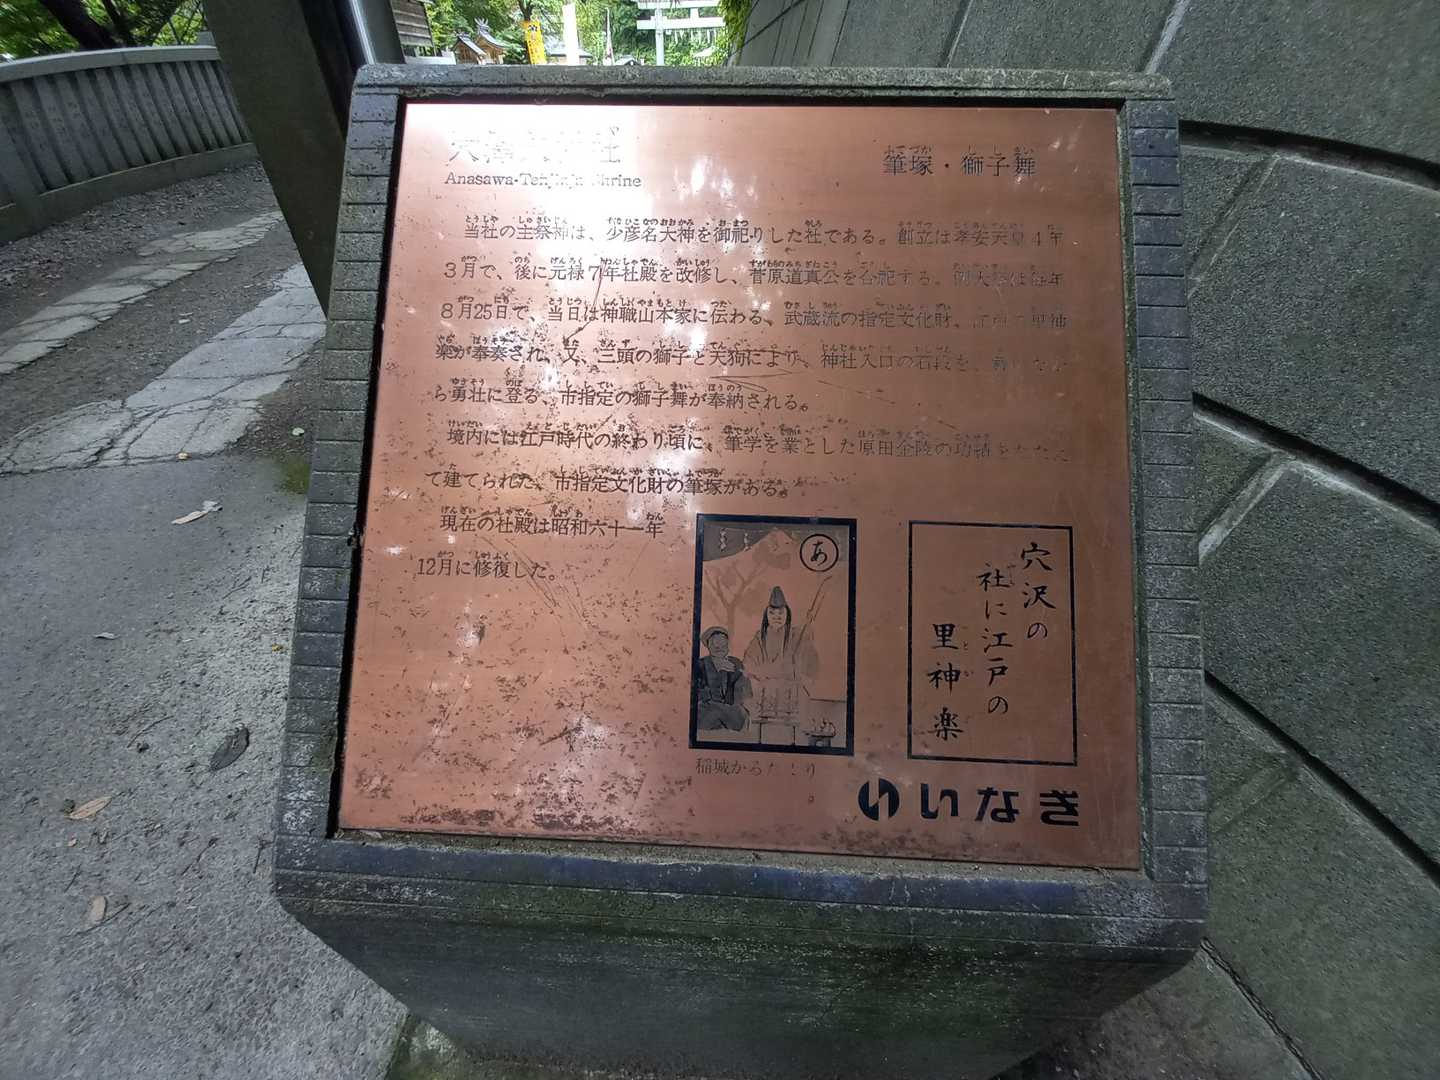 穴澤天神社
Anasawa-Tenjinja Shrine
筆塚・獅子舞
当社の主祭神は、少彦名大神を御祀りした社である。創立は孝安天皇4年
3月で、後に元禄7年社殿を改修し、菅原道真公を合祀する。例大祭は毎年
8月25日で、当日は神職山本家に伝わる、武蔵流の指定文化財、江戸の里神
楽が奉奏され、又、三頭の獅子と天狗により、神社入口の石段を、舞いなが
ら勇壮に登る、市指定の獅子舞が奉納される。
境内には江戸時代の終わり頃に、筆学を業とした原田金陵の功績をたたえ
て建てられた、市指定文化財の筆塚がある。
現在の社殿は昭和六十一年
12月に修復した。
あ
穴沢の
社に江戸の
里神楽
稲城かるたより
いなぎ